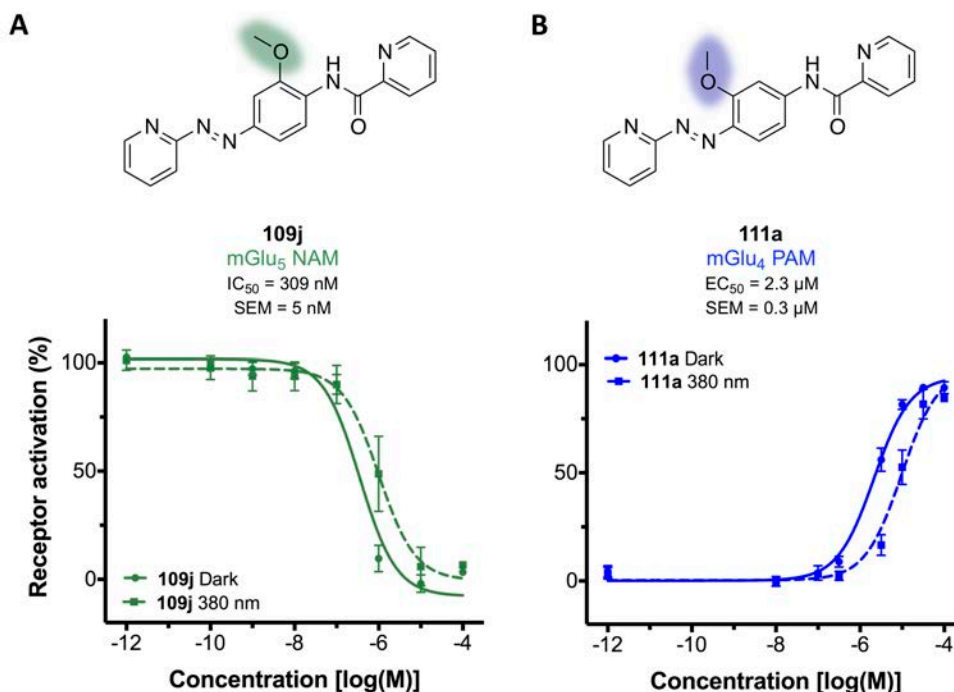 A
B
O
H
N
N
O
N
N
N
O
H
N
N
O
N
N
N
109j
mGlu5 NAM
IC50 = 309 nM
SEM = 5 nM
111a
mGlu4 PAM
EC50 = 2.3 µM
SEM = 0.3 µM
Receptor activation (%)
100
50
0
109j Dark
109j 380 nm
-12 -10 -8 -6 -4
Concentration [log(M)]
100
50
0
111a Dark
111a 380 nm
-12 -10 -8 -6 -4
Concentration [log(M)]